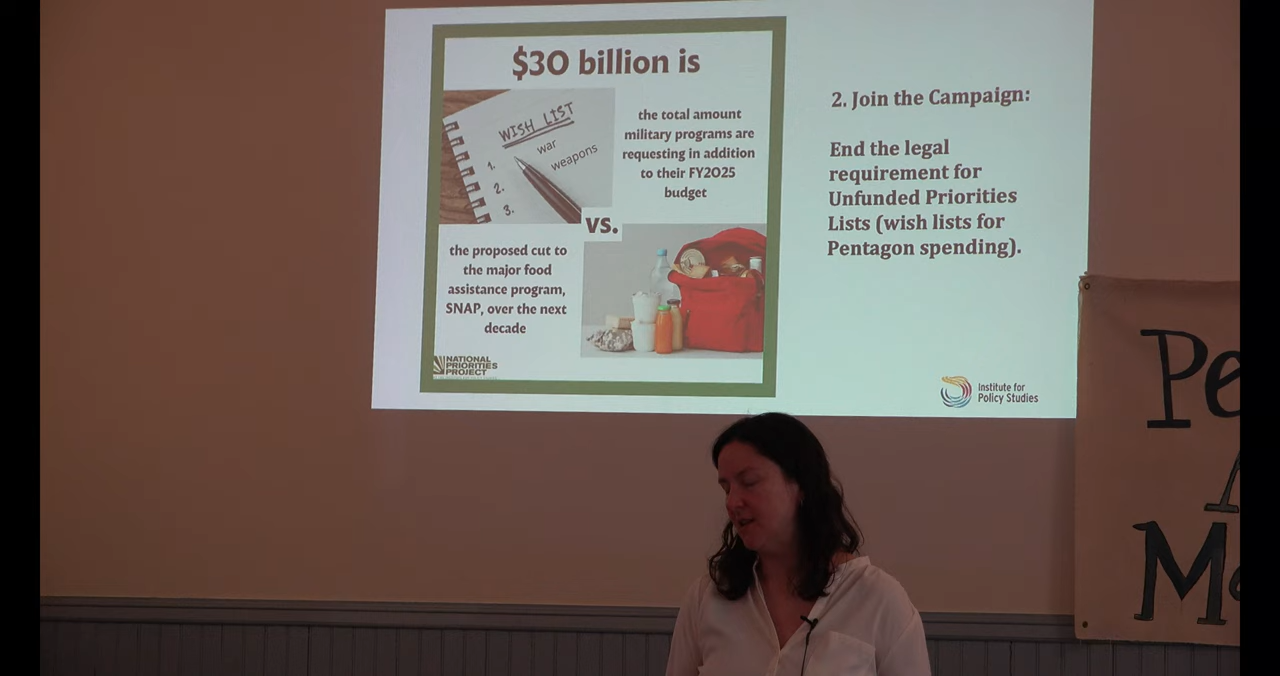 $30 billion is
WISH LIST
1. war
weapons
2.
3.
the total amount
military programs are
requesting in addition
to their FY2025
budget
vs.
the proposed cut to
the major food
assistance program,
SNAP, over the next
decade
NATIONAL
PRIORITIES
PROJECT
2. Join the Campaign:
End the legal
requirement for
Unfunded Priorities
Lists (wish lists for
Pentagon spending).
Institute for
Policy Studies
Pe
M